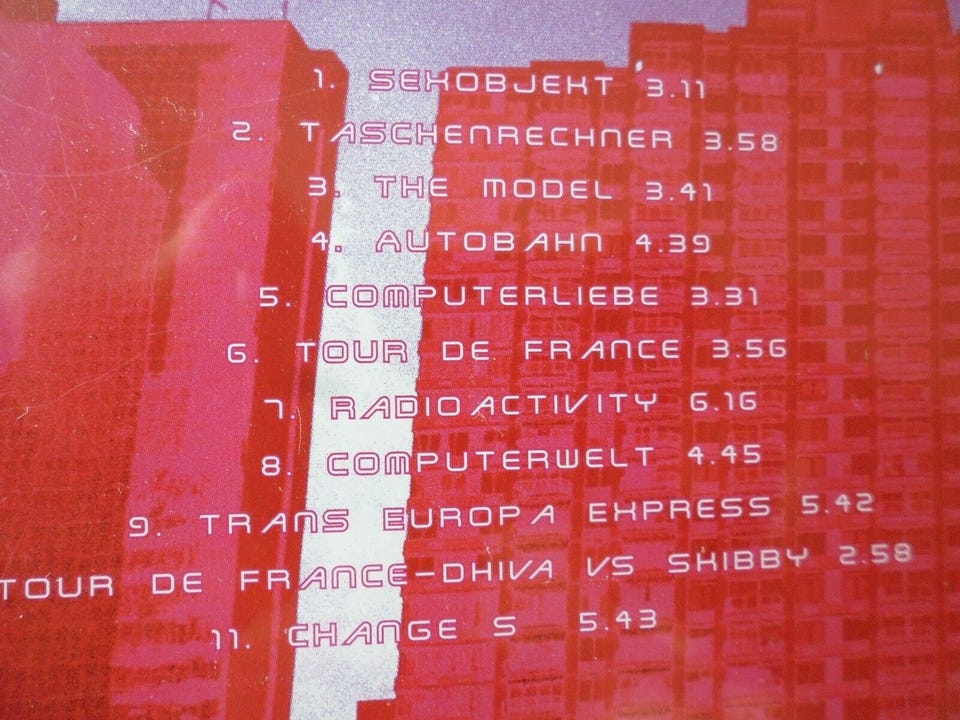 1. SEXOBJEKT 3.11
2. TASCHENRECHNER 3.58
3. THE MODEL 3.41
4. AUTOBAHN 4.39
5. COMPUTERLIEBE 3.31
6. TOUR DE FRANCE 3.56
7. RADIOACTIVITY 6.16
8. COMPUTERWELT 4.45
9. TRANS EUROPA EXPRESS 5.42
TOUR DE FRANCE-DHIVA VS SKIBBY 2.58
11. CHANGE S 5.43